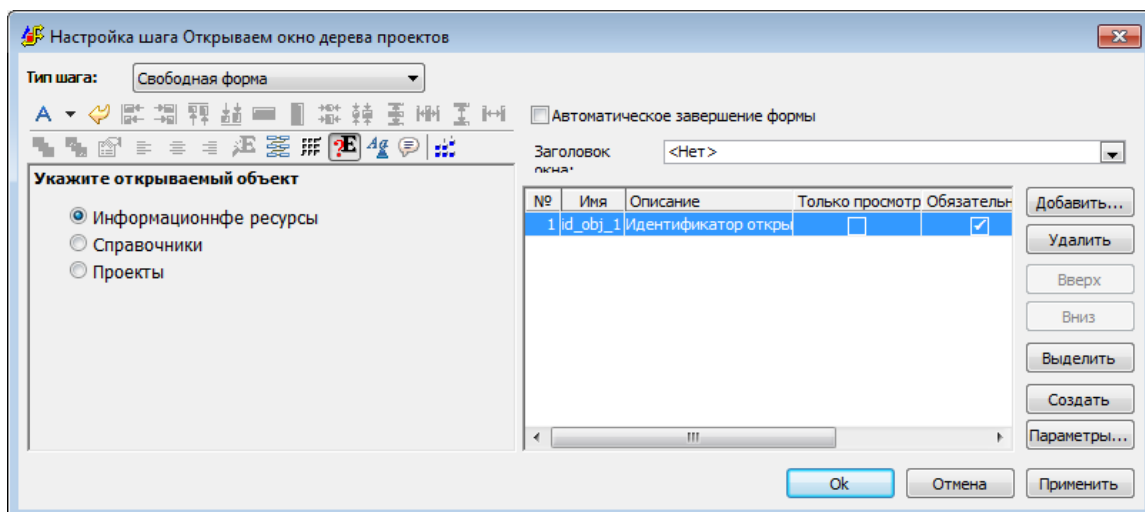 Настройка шага Открываем окно дерева проектов
Тип шага: Свободная форма
Автоматическое завершение формы
Заголовок окна: <Нет>
Укажите открываемый объект
Информационнфе ресурсы
Справочники
Проекты
№ Имя Описание Только просмотр Обязательн
1 id_obj_1 Идентификатор откры
Добавить...
Удалить
Вверх
Вниз
Выделить
Создать
Параметры...
Ok Отмена Применить